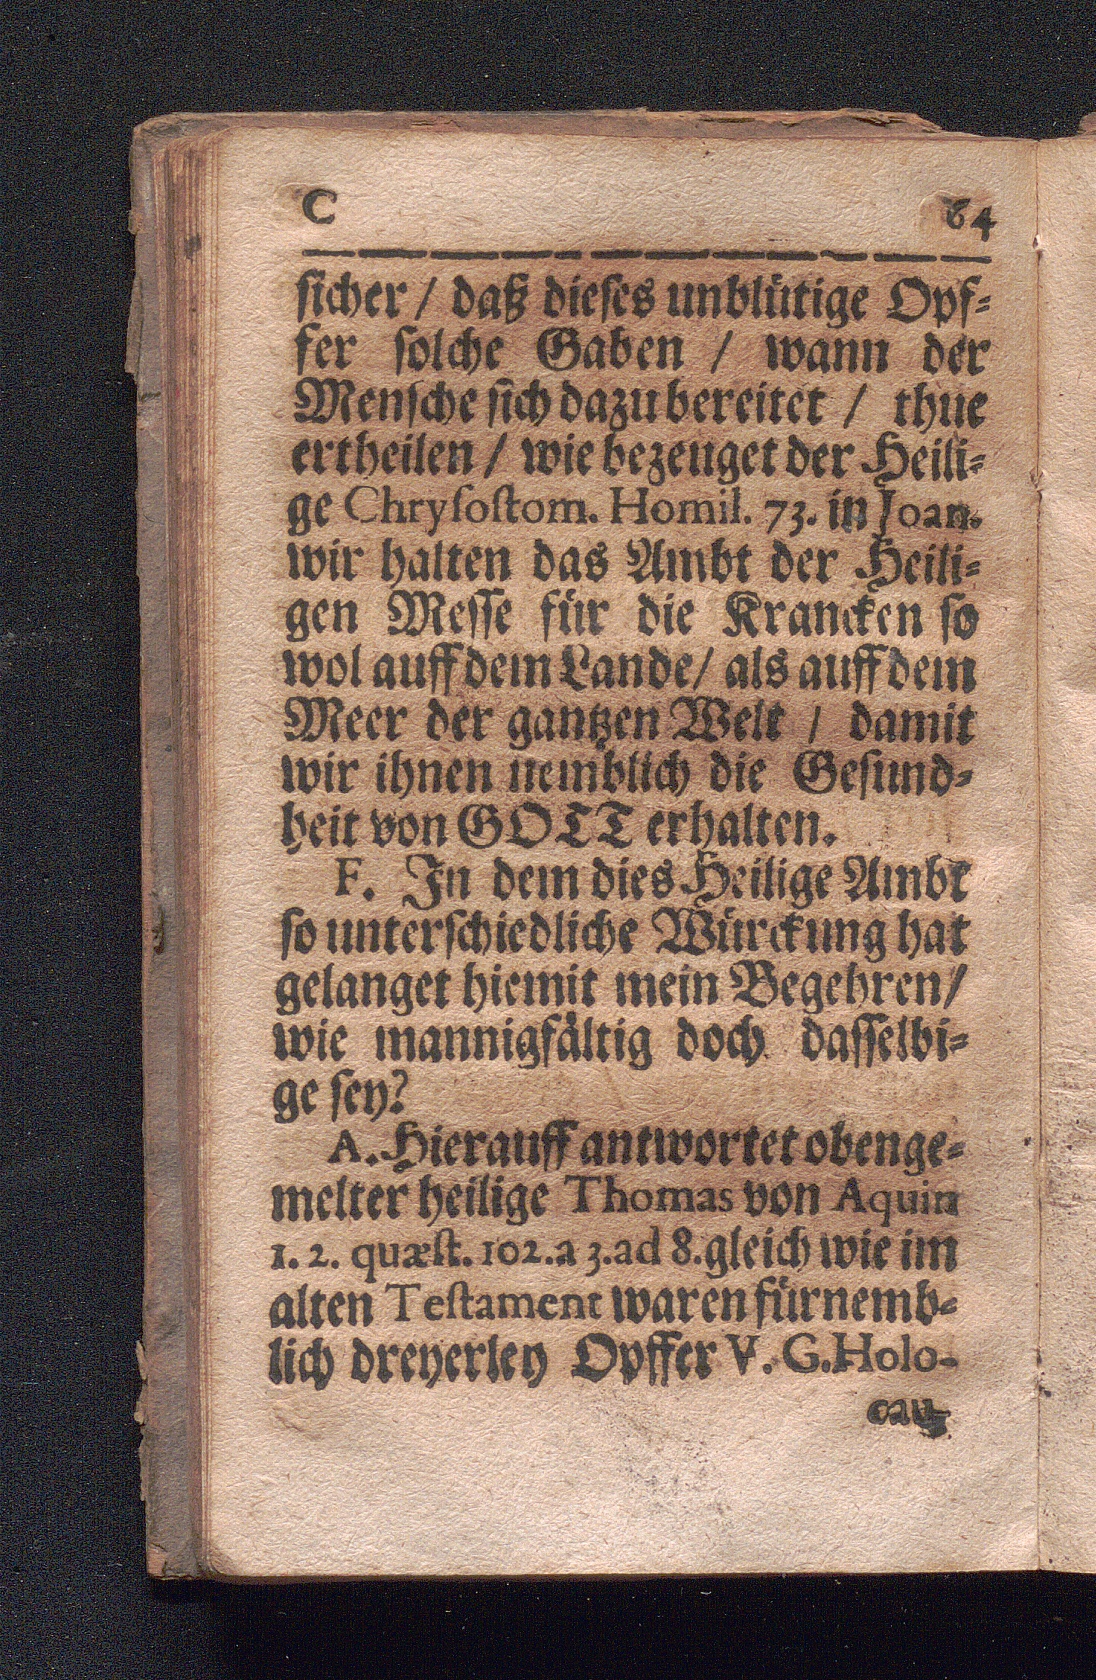 C 64
sicher / daß dieses unblütige Opf-
fer solche Gaben / wann der
Mensche sich dazu bereitet / thue
ertheilen / wie bezeuget der Heili-
ge Chrysostom. Homil. 73. in Joan.
wir halten das Ambt der Heili-
gen Messe für die Krancken so
wol auff dem Lande / als auff dem
Meer der gantzen Welt / damit
wir ihnen nemblich die Gesund-
heit von GOTT erhalten.
F. In dem dies Heilige Ambt
so unterschiedliche Würckung hat
gelanget hiemit mein Begehren /
wie mannigfältig doch dasselbi-
ge sey?
A. Hierauff antwortet obenge-
melter heilige Thomas von Aquin
1. 2. quæst. 102. a 3. ad 8. gleich wie im
alten Testament waren fürnemb-
lich dreyerley Opffer V. G. Holo-
cau-